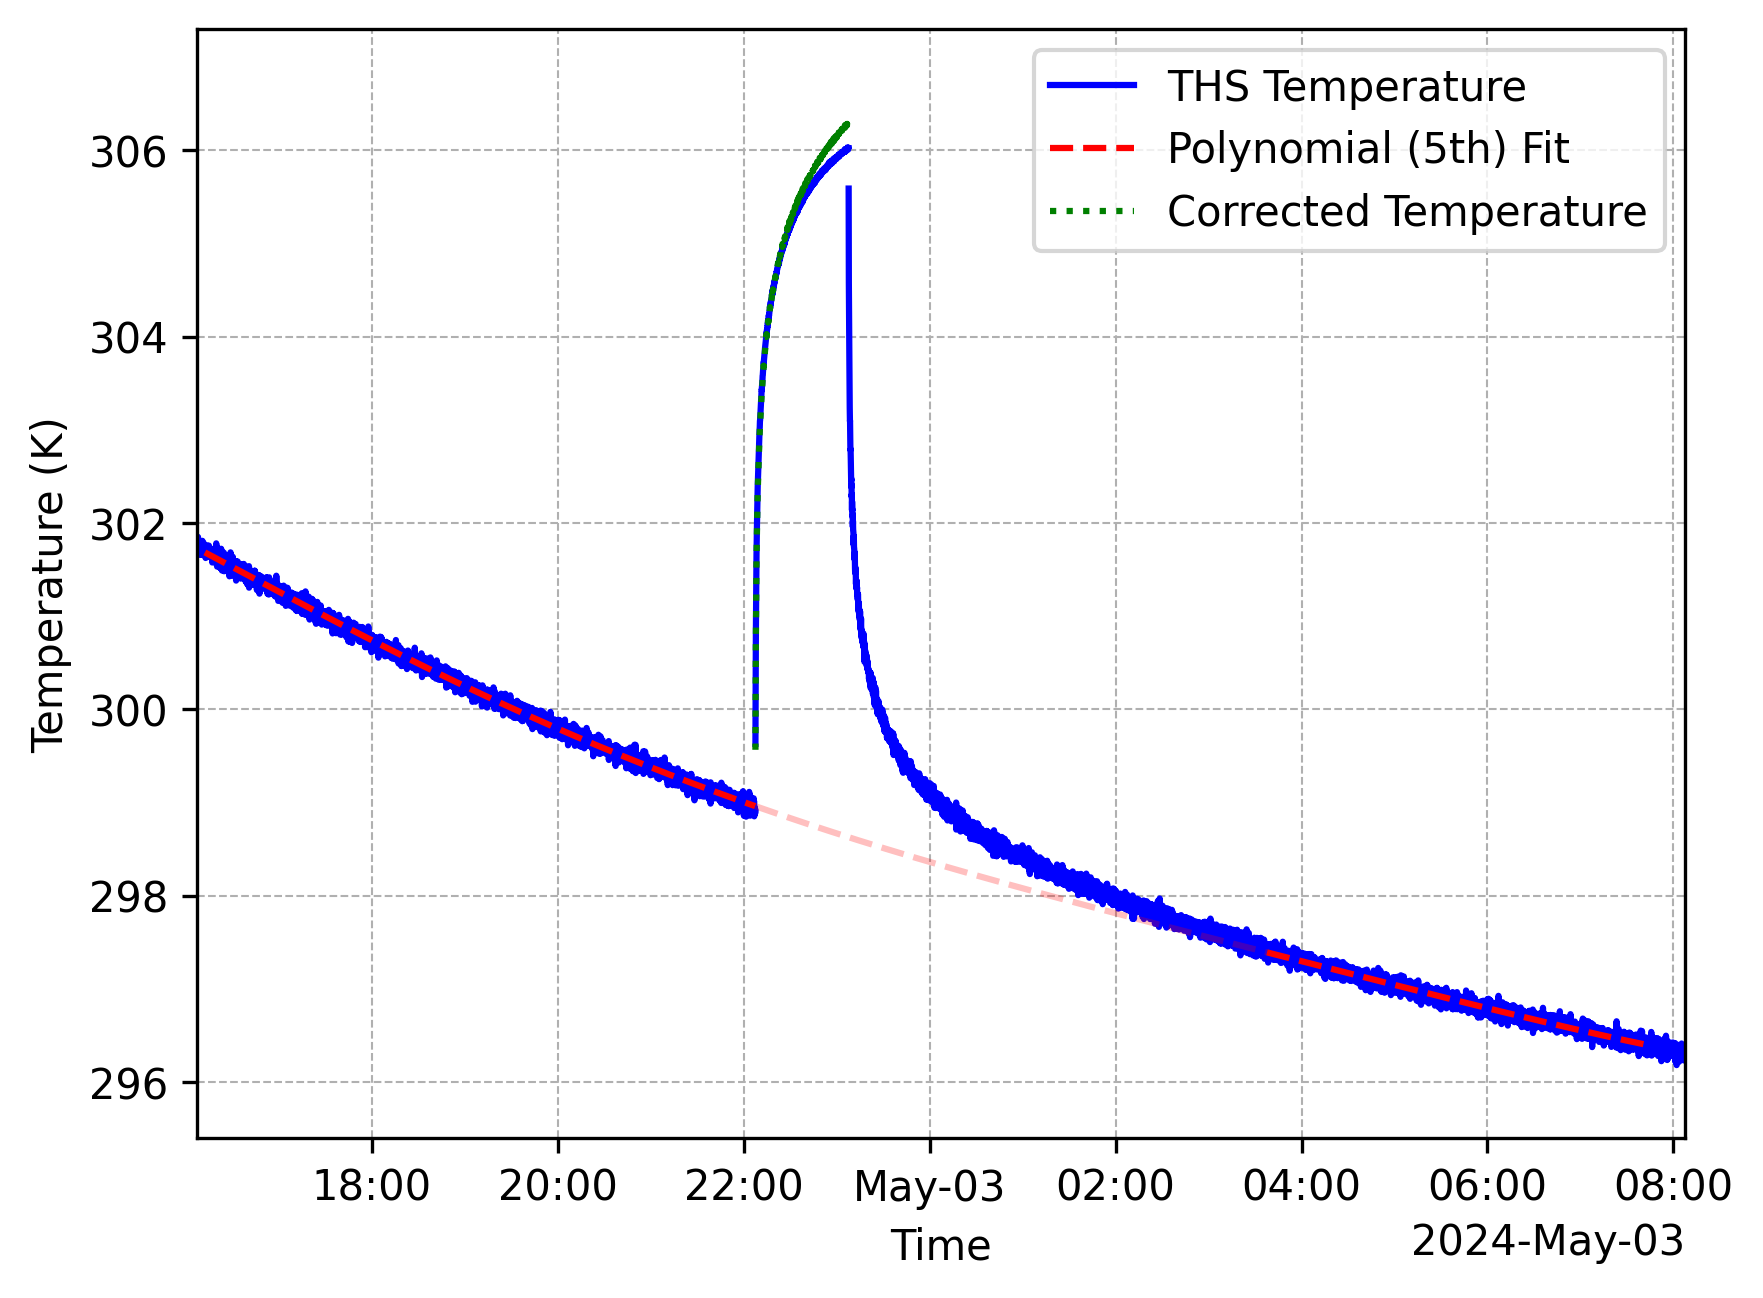 THS Temperature
Polynomial (5th) Fit
Corrected Temperature
Temperature (K)
306
304
302
300
298
296
18:00 20:00 22:00 May-03 02:00 04:00 06:00 08:00
Time
2024-May-03